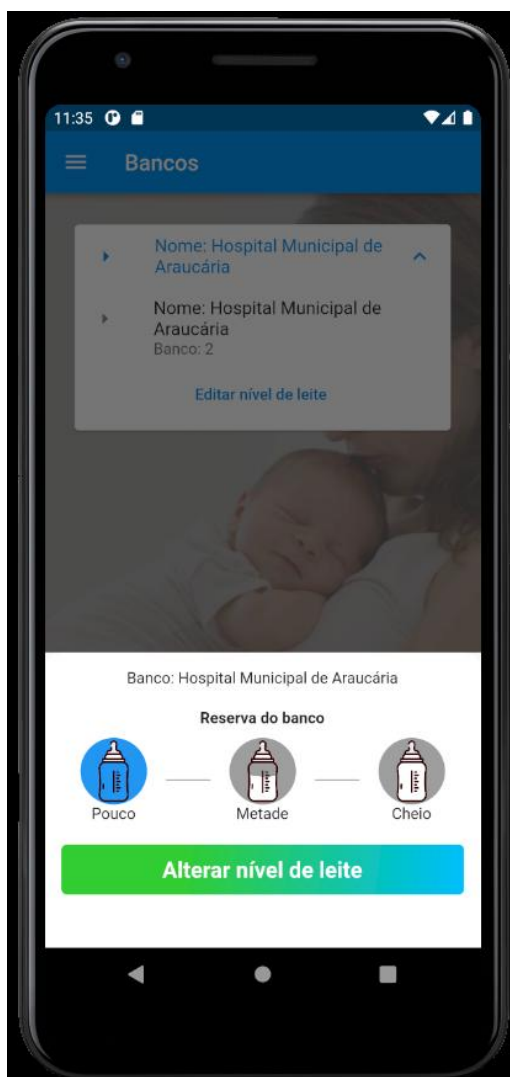 11:35
Bancos
Nome: Hospital Municipal de
Araucária
Nome: Hospital Municipal de
Araucária
Banco: 2
Editar nível de leite
Banco: Hospital Municipal de Araucária
Reserva do banco
Pouco Metade Cheio
Alterar nível de leite